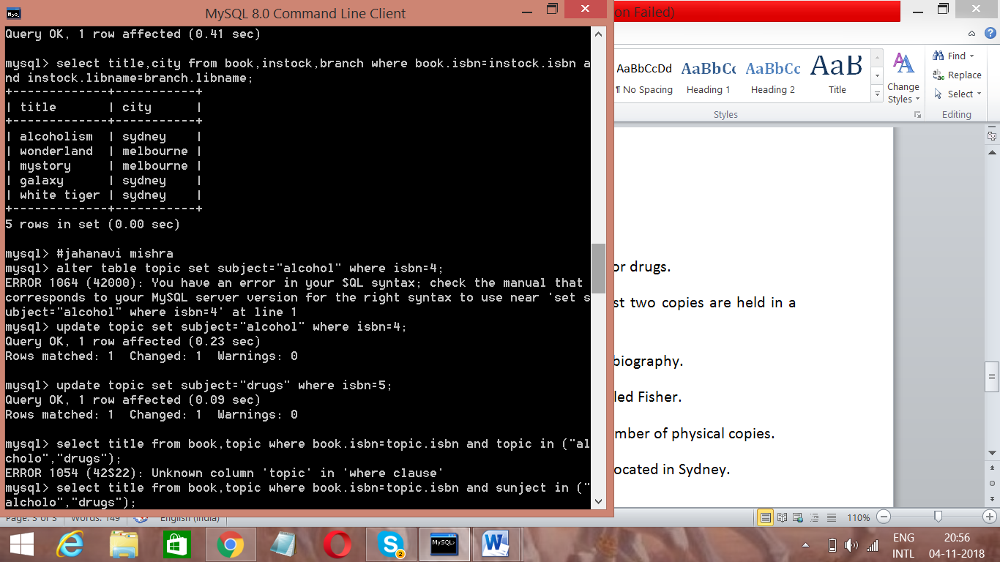 MySQL 8.0 Command Line Client
on Failed)
Query OK, 1 row affected (0.41 sec)
mysql> select title,city from book,instock,branch where book.isbn=instock.isbn a
nd instock.libname=branch.libname;
+-------------+-----------+
| title       | city      |
+-------------+-----------+
| alcoholism  | sydney    |
| wonderland  | melbourne |
| mystory     | melbourne |
| galaxy      | sydney    |
| white tiger | sydney    |
+-------------+-----------+
5 rows in set (0.00 sec)
mysql> #jahanavi mishra
mysql> alter table topic set subject="alcohol" where isbn=4;
ERROR 1064 (42000): You have an error in your SQL syntax; check the manual that
corresponds to your MySQL server version for the right syntax to use near 'set s
ubject="alcohol" where isbn=4' at line 1
mysql> update topic set subject="alcohol" where isbn=4;
Query OK, 1 row affected (0.23 sec)
Rows matched: 1  Changed: 1  Warnings: 0
mysql> update topic set subject="drugs" where isbn=5;
Query OK, 1 row affected (0.09 sec)
Rows matched: 1  Changed: 1  Warnings: 0
mysql> select title from book,topic where book.isbn=topic.isbn and topic in ("al
cholo","drugs");
ERROR 1054 (42S22): Unknown column 'topic' in 'where clause'
mysql> select title from book,topic where book.isbn=topic.isbn and sunject in ("
alcholo","drugs");
AaBbCcDd AaBbCc AaBbCc AaB
¶ No Spacing Heading 1 Heading 2 Title
Change
Styles
Styles
Find
Replace
Select
Editing
or drugs.
st two copies are held in a
biography.
led Fisher.
mber of physical copies.
ocated in Sydney.
Page: 3 of 3 Words: 149 English (India) 110%
MySQL>
2
ENG
INTL
20:56
04-11-2018